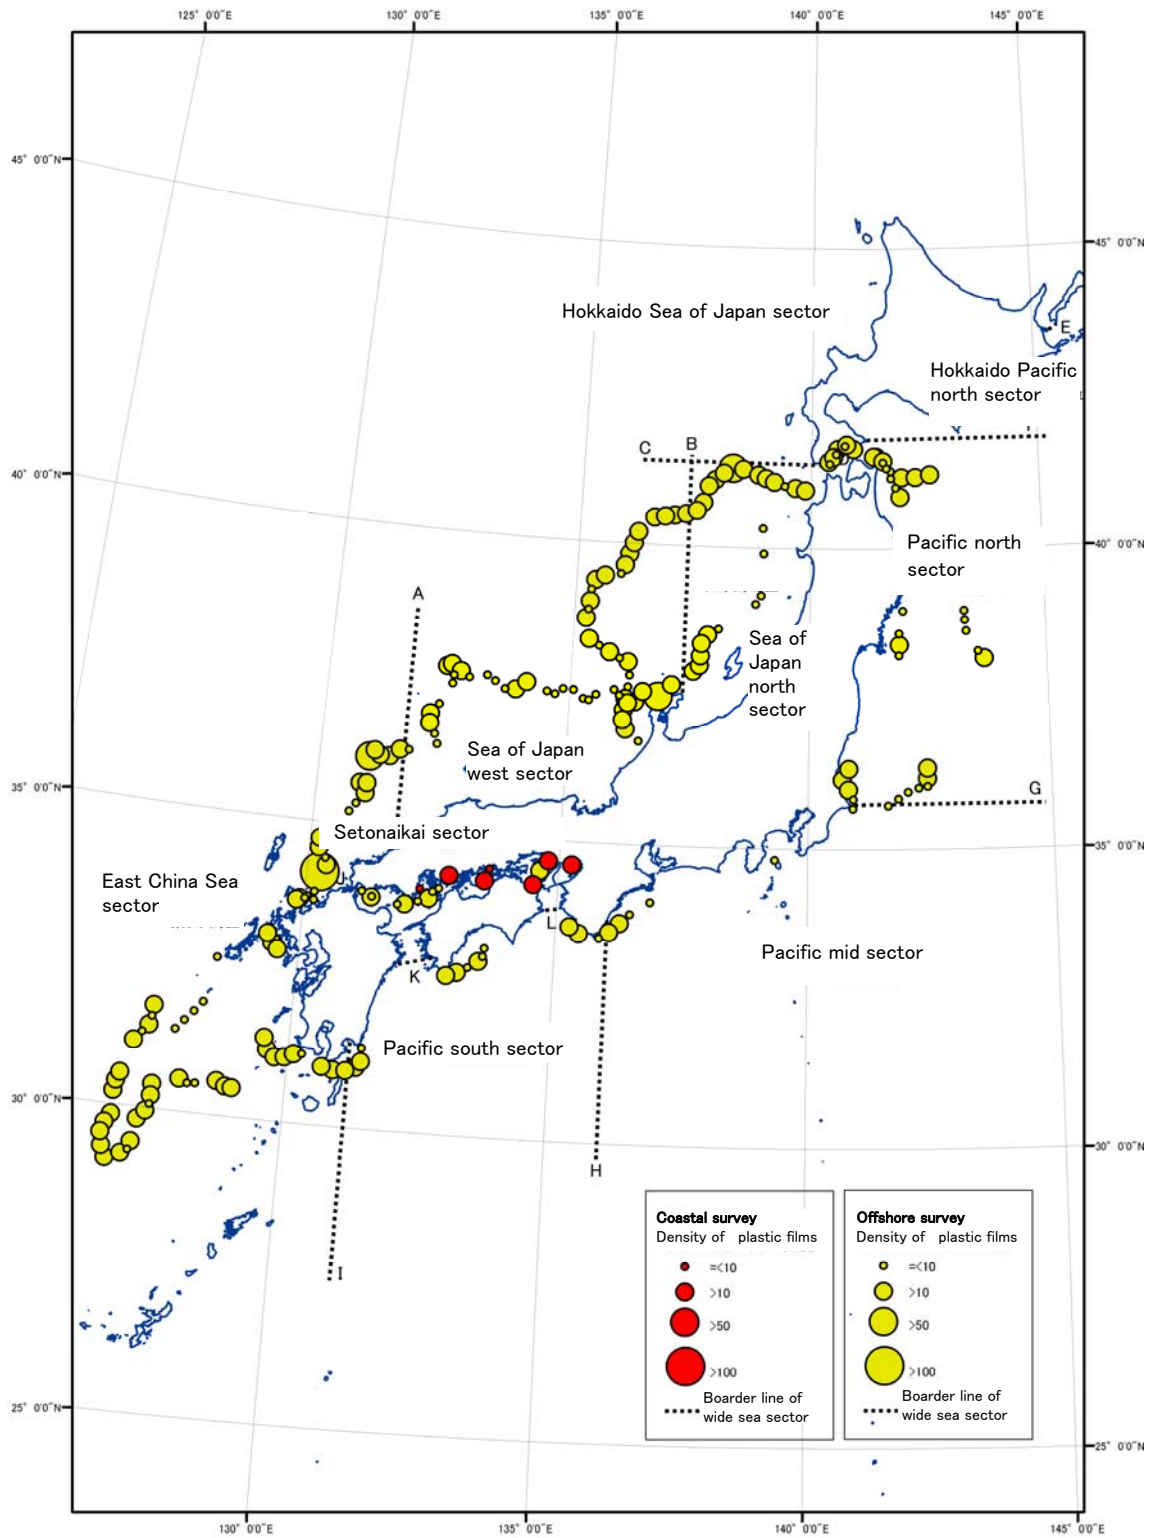 125° 0'0"E
130° 0'0"E
135° 0'0"E
140° 0'0"E
145° 0'0"E
45° 0'0"N
45° 0'0"N
Hokkaido Sea of Japan sector
E
Hokkaido Pacific
north sector
C
B
40° 0'0"N
40° 0'0"N
Pacific north
sector
A
Sea of
Japan
north
sector
Sea of Japan
west sector
35° 0'0"N
G
Setonaikai sector
35° 0'0"N
East China Sea
sector
J
L
Pacific mid sector
K
Pacific south sector
30° 0'0"N
30° 0'0"N
H
I
Coastal survey
Density of plastic films
=<10
>10
>50
>100
Boarder line of
wide sea sector
Offshore survey
Density of plastic films
=<10
>10
>50
>100
Boarder line of
wide sea sector
25° 0'0"N
25° 0'0"N
130° 0'0"E
135° 0'0"E
140° 0'0"E
145° 0'0"E